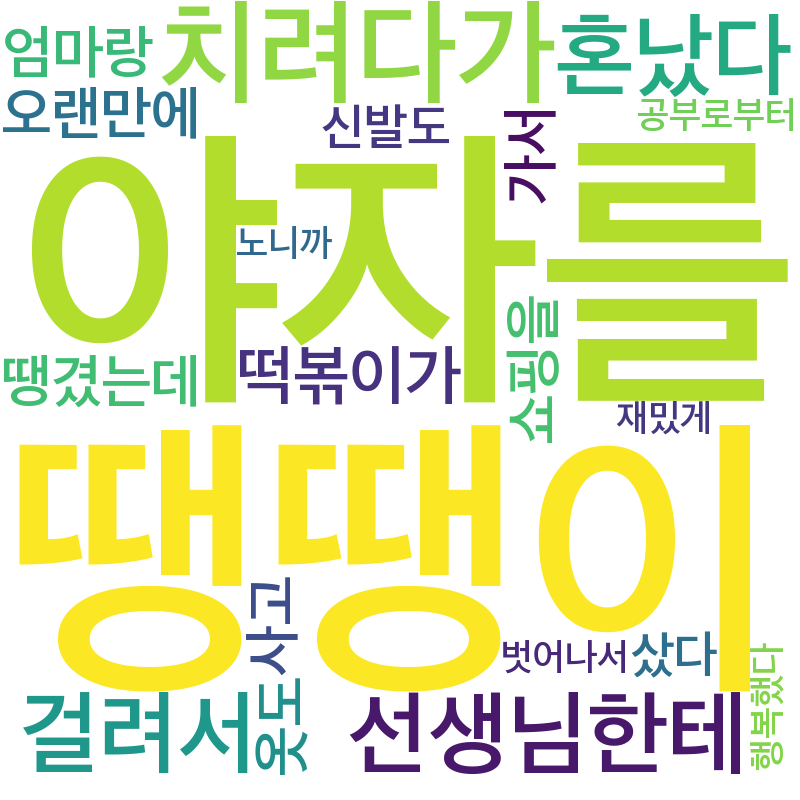 엄마랑 치려다가 혼났다
오랜만에 신발도 가서 공부로부터
야자를
노니까
땡겼는데 떡볶이가 쇼핑을 재밌게
땡땡이
사고 벗어나서 샀다 행복했다
걸려서 옷도 선생님한테